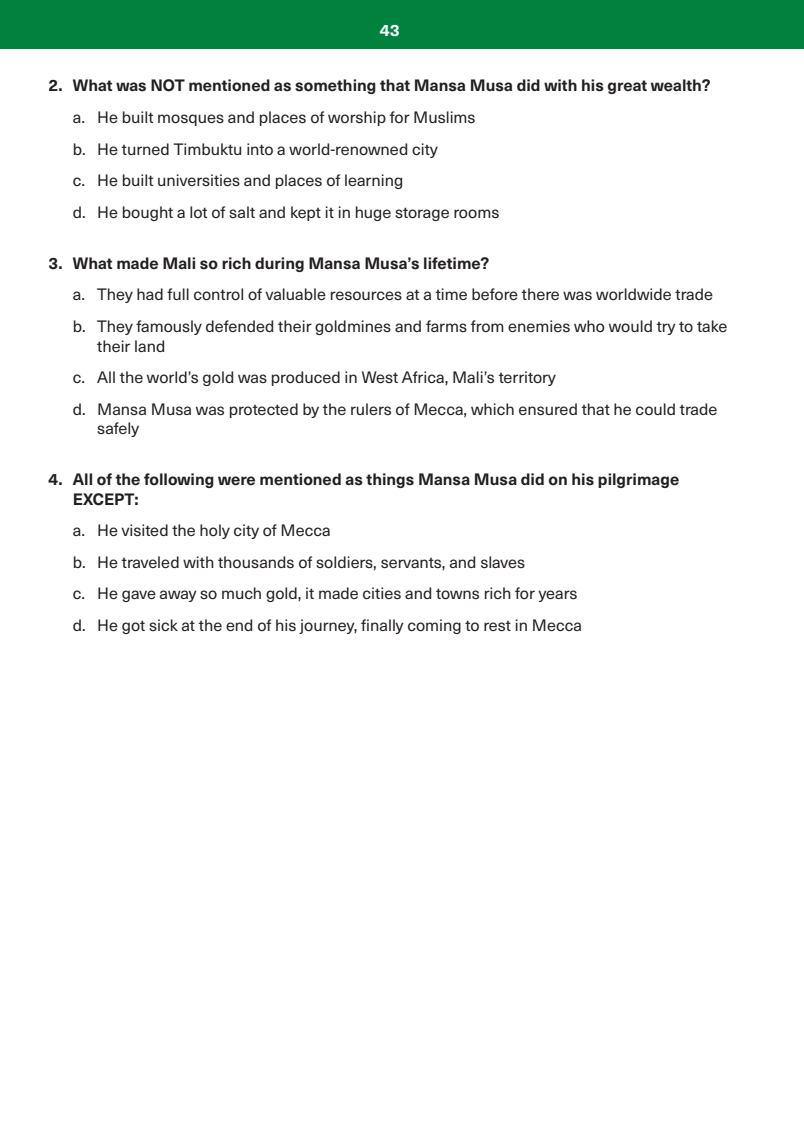 43
2. What was NOT mentioned as something that Mansa Musa did with his great wealth?
a. He built mosques and places of worship for Muslims
b. He turned Timbuktu into a world-renowned city
c. He built universities and places of learning
d. He bought a lot of salt and kept it in huge storage rooms
3. What made Mali so rich during Mansa Musa’s lifetime?
a. They had full control of valuable resources at a time before there was worldwide trade
b. They famously defended their goldmines and farms from enemies who would try to take
their land
c. All the world’s gold was produced in West Africa, Mali’s territory
d. Mansa Musa was protected by the rulers of Mecca, which ensured that he could trade
safely
4. All of the following were mentioned as things Mansa Musa did on his pilgrimage
EXCEPT:
a. He visited the holy city of Mecca
b. He traveled with thousands of soldiers, servants, and slaves
c. He gave away so much gold, it made cities and towns rich for years
d. He got sick at the end of his journey, finally coming to rest in Mecca